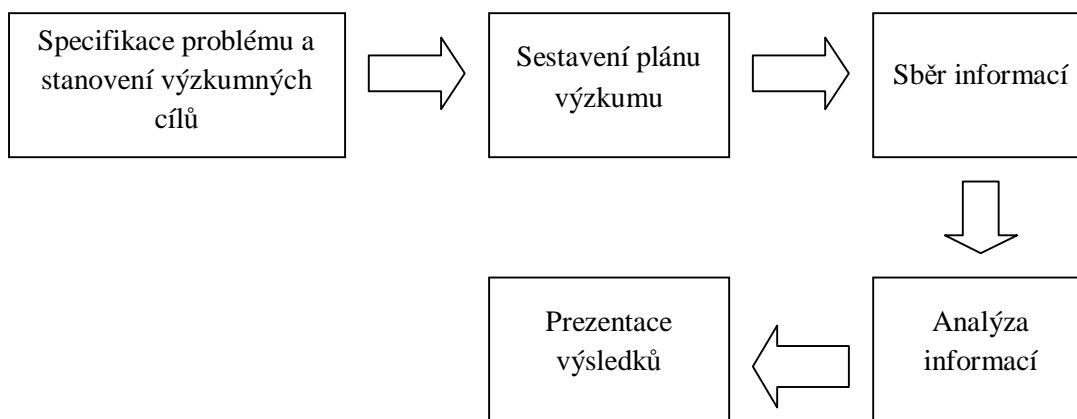 Specifikace problému a
stanovení výzkumných
cílů
Sestavení plánu
výzkumu
Sběr informací
Analýza
informací
Prezentace
výsledků